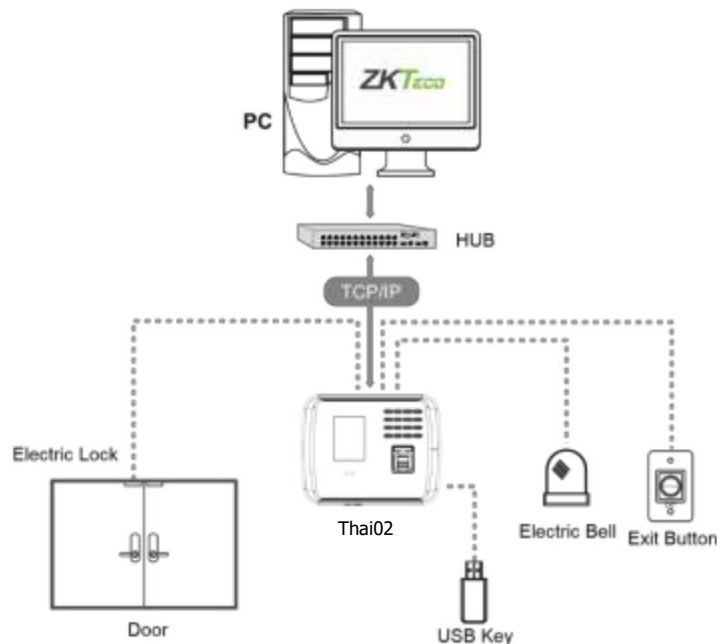 ZKTeco
PC
HUB
TCP/IP
Electric Lock
Thai02
Electric Bell
Exit Button
Door
USB Key